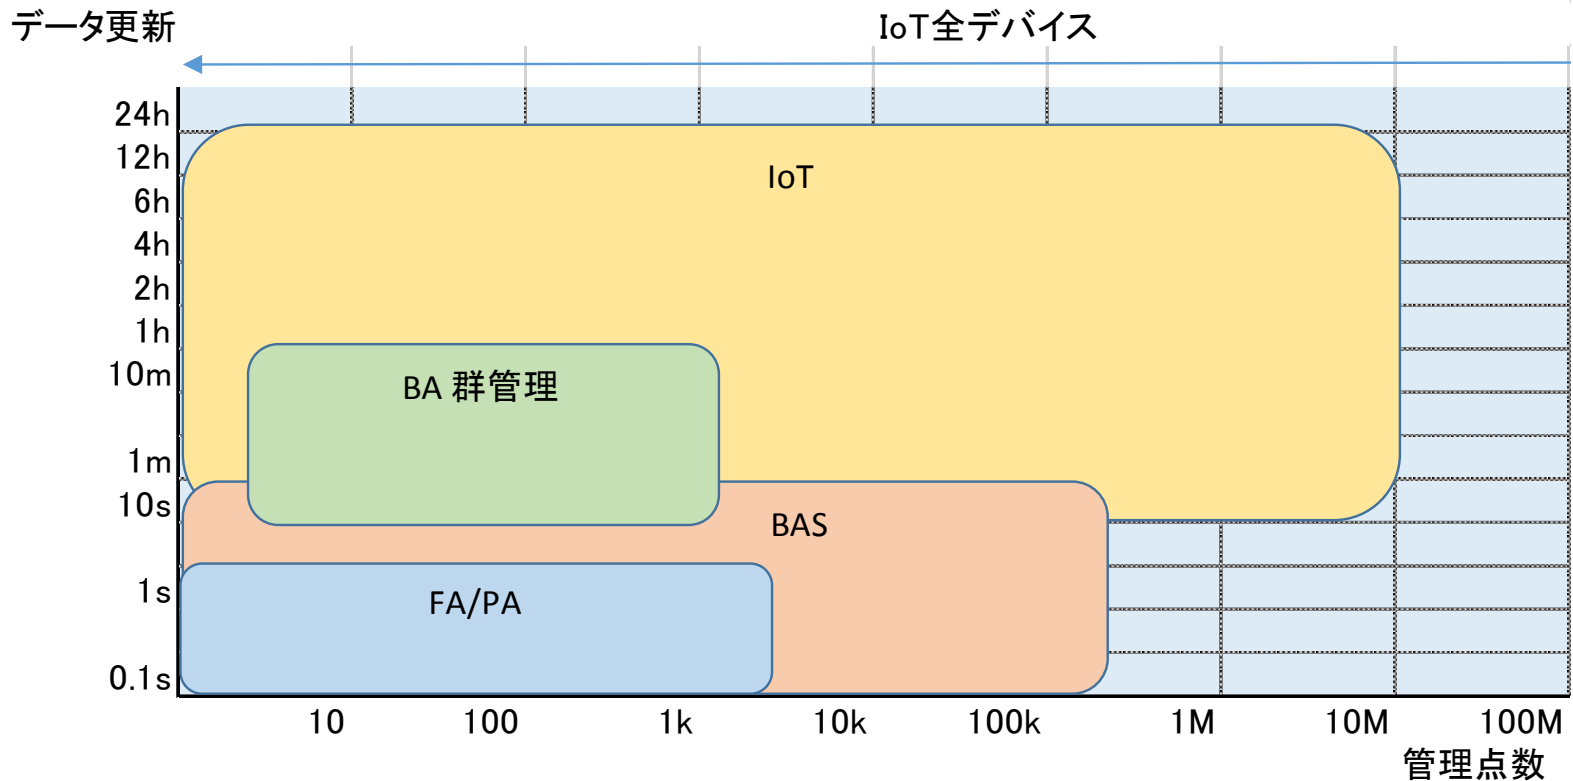 データ更新
IoT全デバイス
24h
12h
IoT
6h
4h
2h
1h
10m
BA 群管理
1m
10s
BAS
1s
FA/PA
0.1s
10 100 1k 10k 100k 1M 10M 100M
管理点数